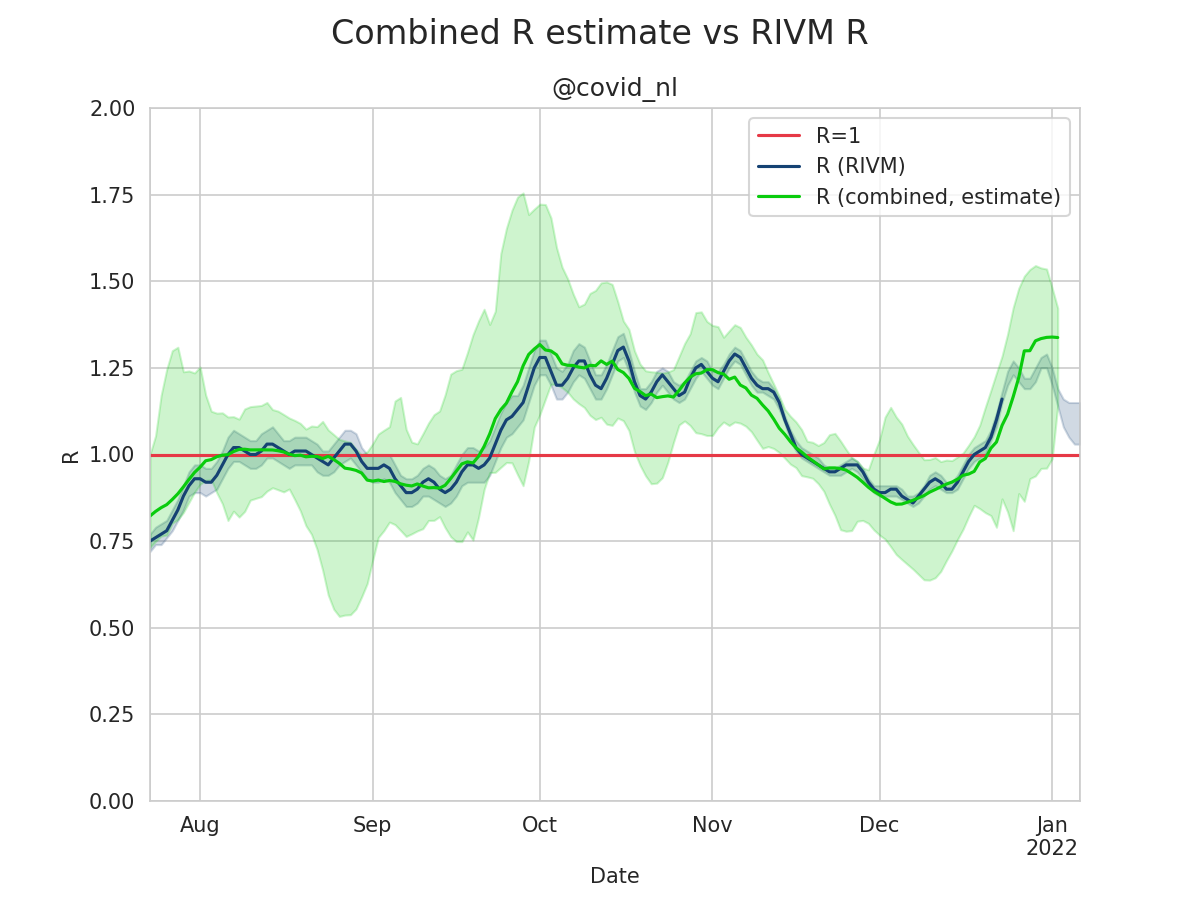 Combined R estimate vs RIVM R
@covid_nl
2.00
1.75
1.50
1.25
1.00
0.75
0.50
0.25
0.00
R
R=1
R (RIVM)
R (combined, estimate)
Aug
Sep
Oct
Nov
Dec
Jan
2022
Date